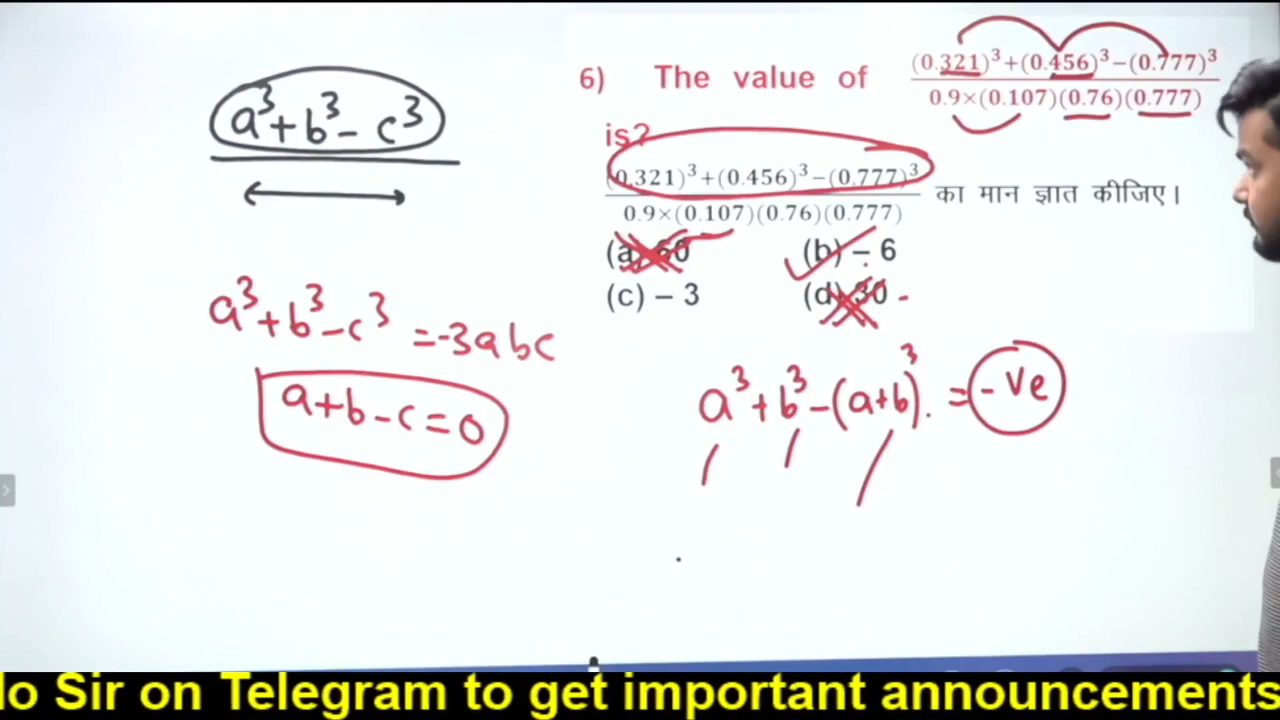 a³+b³-c³
6) The value of (0.321)³+(0.456)³−(0.777)³
0.9×(0.107)(0.76)(0.777)
is?
(0.321)³+(0.456)³−(0.777)³
0.9×(0.107)(0.76)(0.777)
का मान ज्ञात कीजिए।
(a) 60 (b) – 6
(c) – 3 (d) 30
a³+b³-c³ =-3abc
a+b-c=0
a³+b³-(a+b)³. = -ve
lo Sir on Telegram to get important announcements